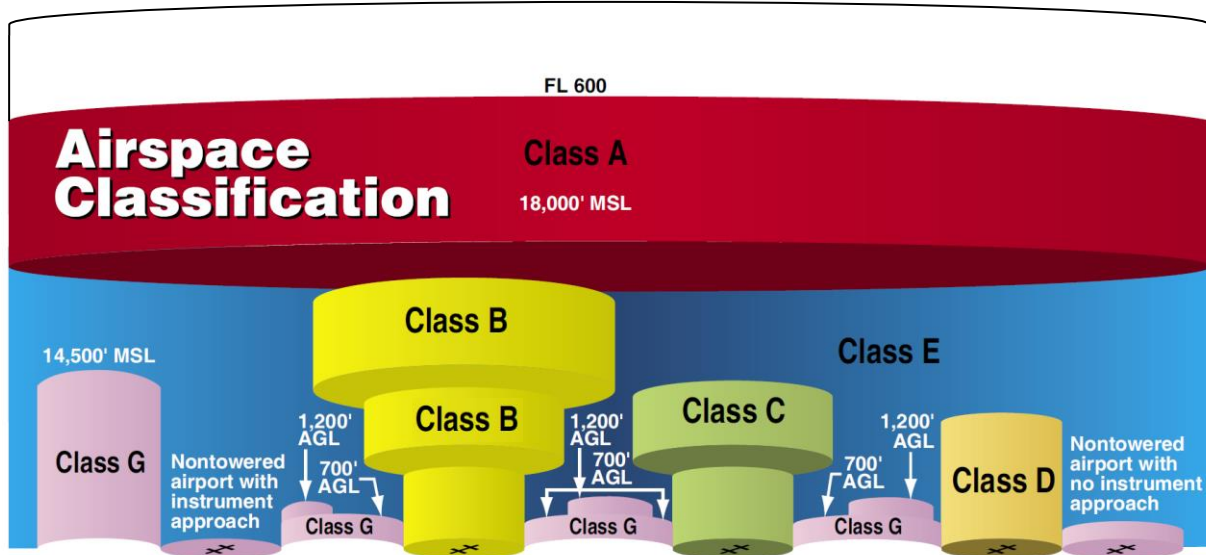 FL 600
Airspace
Classification
Class A
18,000' MSL
Class B
Class E
14,500' MSL
Class B
Class C
1,200'
AGL
1,200'
AGL
1,200'
AGL
Class G
Nontowered
airport with
instrument
approach
700'
AGL
700'
AGL
700'
AGL
Class D
Nontowered
airport with
no instrument
approach
Class G
Class G
Class G